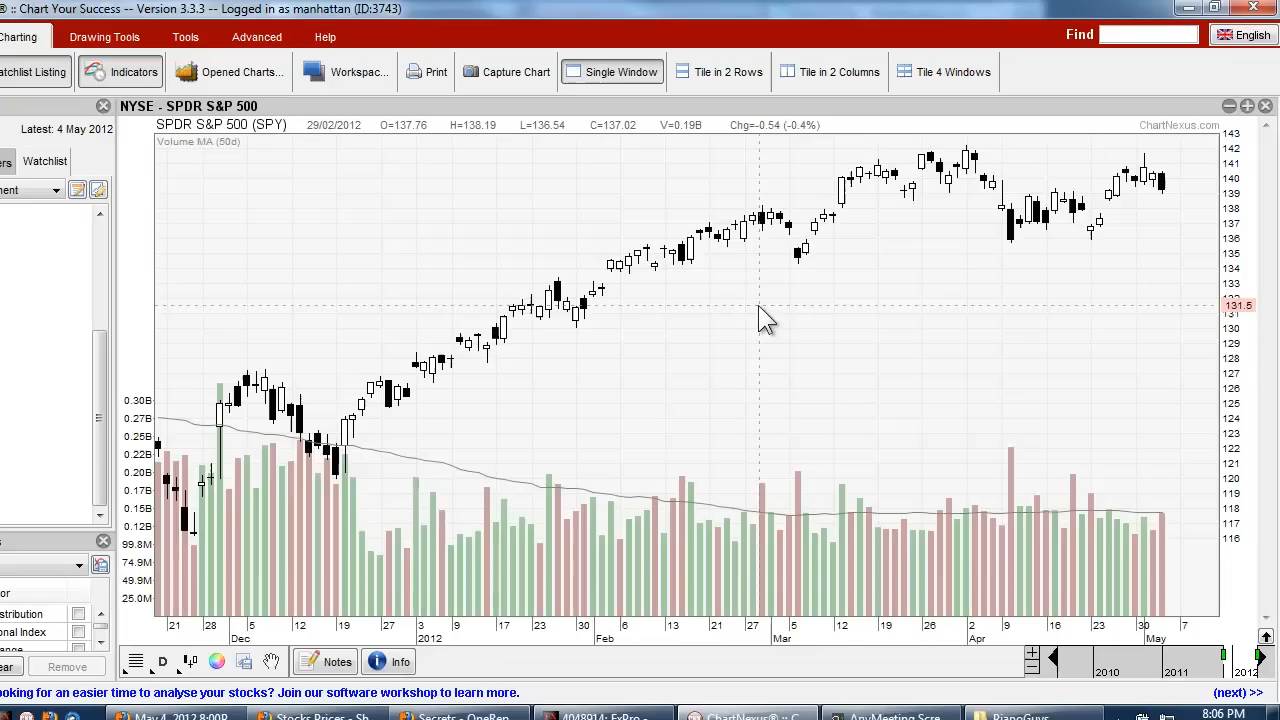 ® :: Chart Your Success -- Version 3.3.3 -- Logged in as manhattan (ID:3743)
Charting Drawing Tools Tools Advanced Help Find English
atchlist Listing Indicators Opened Charts... Workspac... Print Capture Chart Single Window Tile in 2 Rows Tile in 2 Columns Tile 4 Windows
NYSE - SPDR S&P 500
Latest: 4 May 2012
SPDR S&P 500 (SPY) 29/02/2012 O=137.76 H=138.19 L=136.54 C=137.02 V=0.19B Chg=-0.54 (-0.4%) ChartNexus.com
Volume MA (50d)
ers Watchlist
ment
143
142
141
140
139
138
137
136
135
134
133
131.5
131
130
129
128
127
126
125
124
123
122
121
120
119
118
117
116
0.30B
0.27B
0.25B
0.22B
0.20B
0.17B
0.15B
0.12B
99.8M
74.9M
49.9M
25.0M
s
or
istribution
onal Index
ange
ear Remove
21 28 5 12 19 27 3 9 17 23 30 6 13 21 27 5 12 19 26 2 9 16 23 30 7
Dec 2012 Feb Mar Apr May
D Notes Info
2010 2011 2012
ooking for an easier time to analyse your stocks? Join our software workshop to learn more. (next) >>
May 4, 2012 8:00P Stocks Prices - Sh Secrets - OneRep 4048914: FxPro - ChartNexus® :: C AnyMeeting Scre PianoGuys 8:06 PM